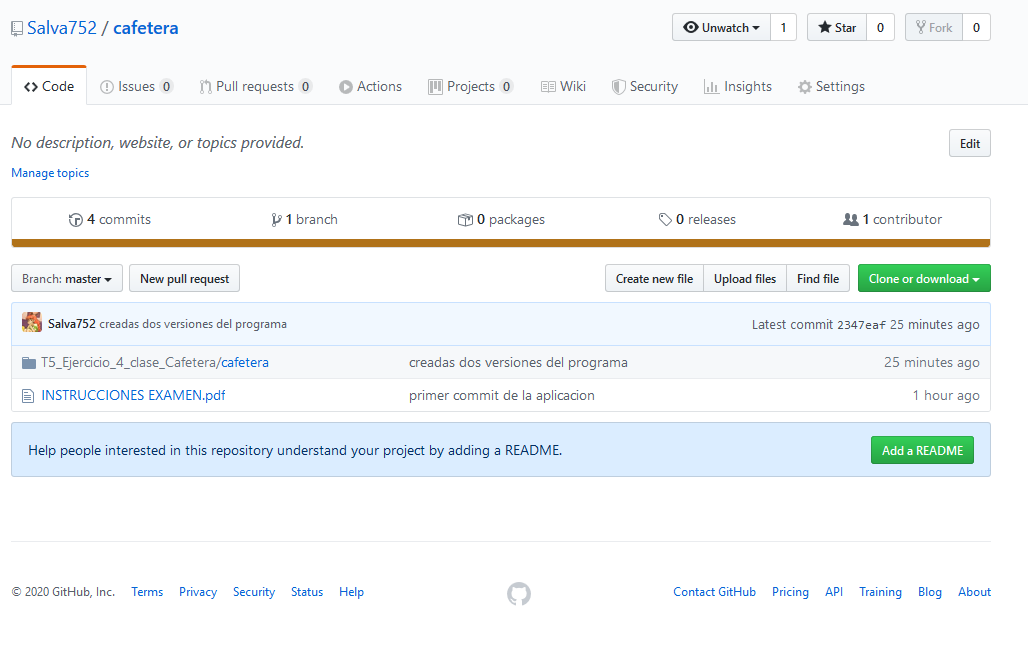 Salva752 / cafetera
Unwatch 1 Star 0 Fork 0
Code Issues 0 Pull requests 0 Actions Projects 0 Wiki Security Insights Settings
No description, website, or topics provided. Edit
Manage topics
4 commits 1 branch 0 packages 0 releases 1 contributor
Branch: master New pull request Create new file Upload files Find file Clone or download
Salva752 creadas dos versiones del programa Latest commit 2347eaf 25 minutes ago
T5_Ejercicio_4_clase_Cafetera/cafetera creadas dos versiones del programa 25 minutes ago
INSTRUCCIONES EXAMEN.pdf primer commit de la aplicacion 1 hour ago
Help people interested in this repository understand your project by adding a README. Add a README
© 2020 GitHub, Inc. Terms Privacy Security Status Help Contact GitHub Pricing API Training Blog About